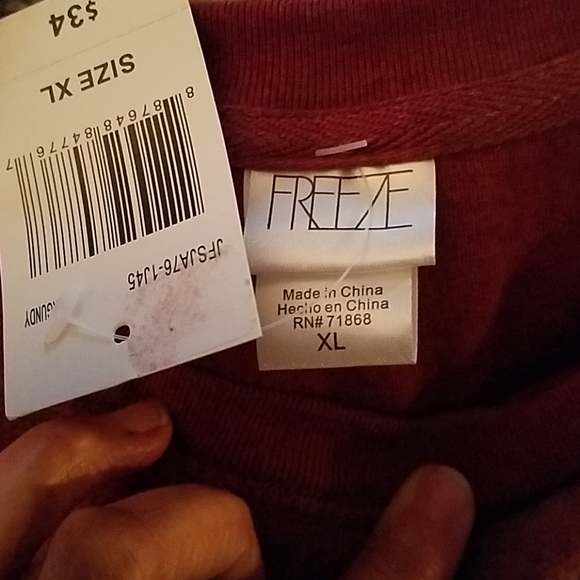 $34
SIZE XL
8 87648 84776 7
JFSJA76-1J45
FREEZE
Made in China
Hecho en China
RN# 71868
XL